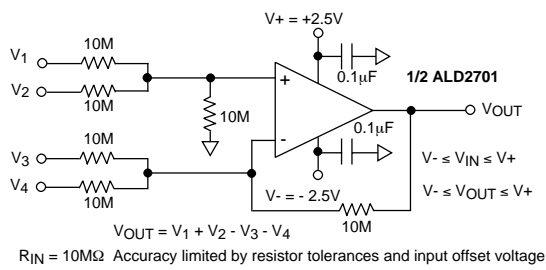 V+ = +2.5V
V1
10M
V2
10M
0.1µF
1/2 ALD2701
+
10M
VOUT
-
0.1µF
V3
10M
V4
10M
V- = - 2.5V
10M
V- ≤ VIN ≤ V+
V- ≤ VOUT ≤ V+
VOUT = V1 + V2 - V3 - V4
RIN = 10MΩ Accuracy limited by resistor tolerances and input offset voltage